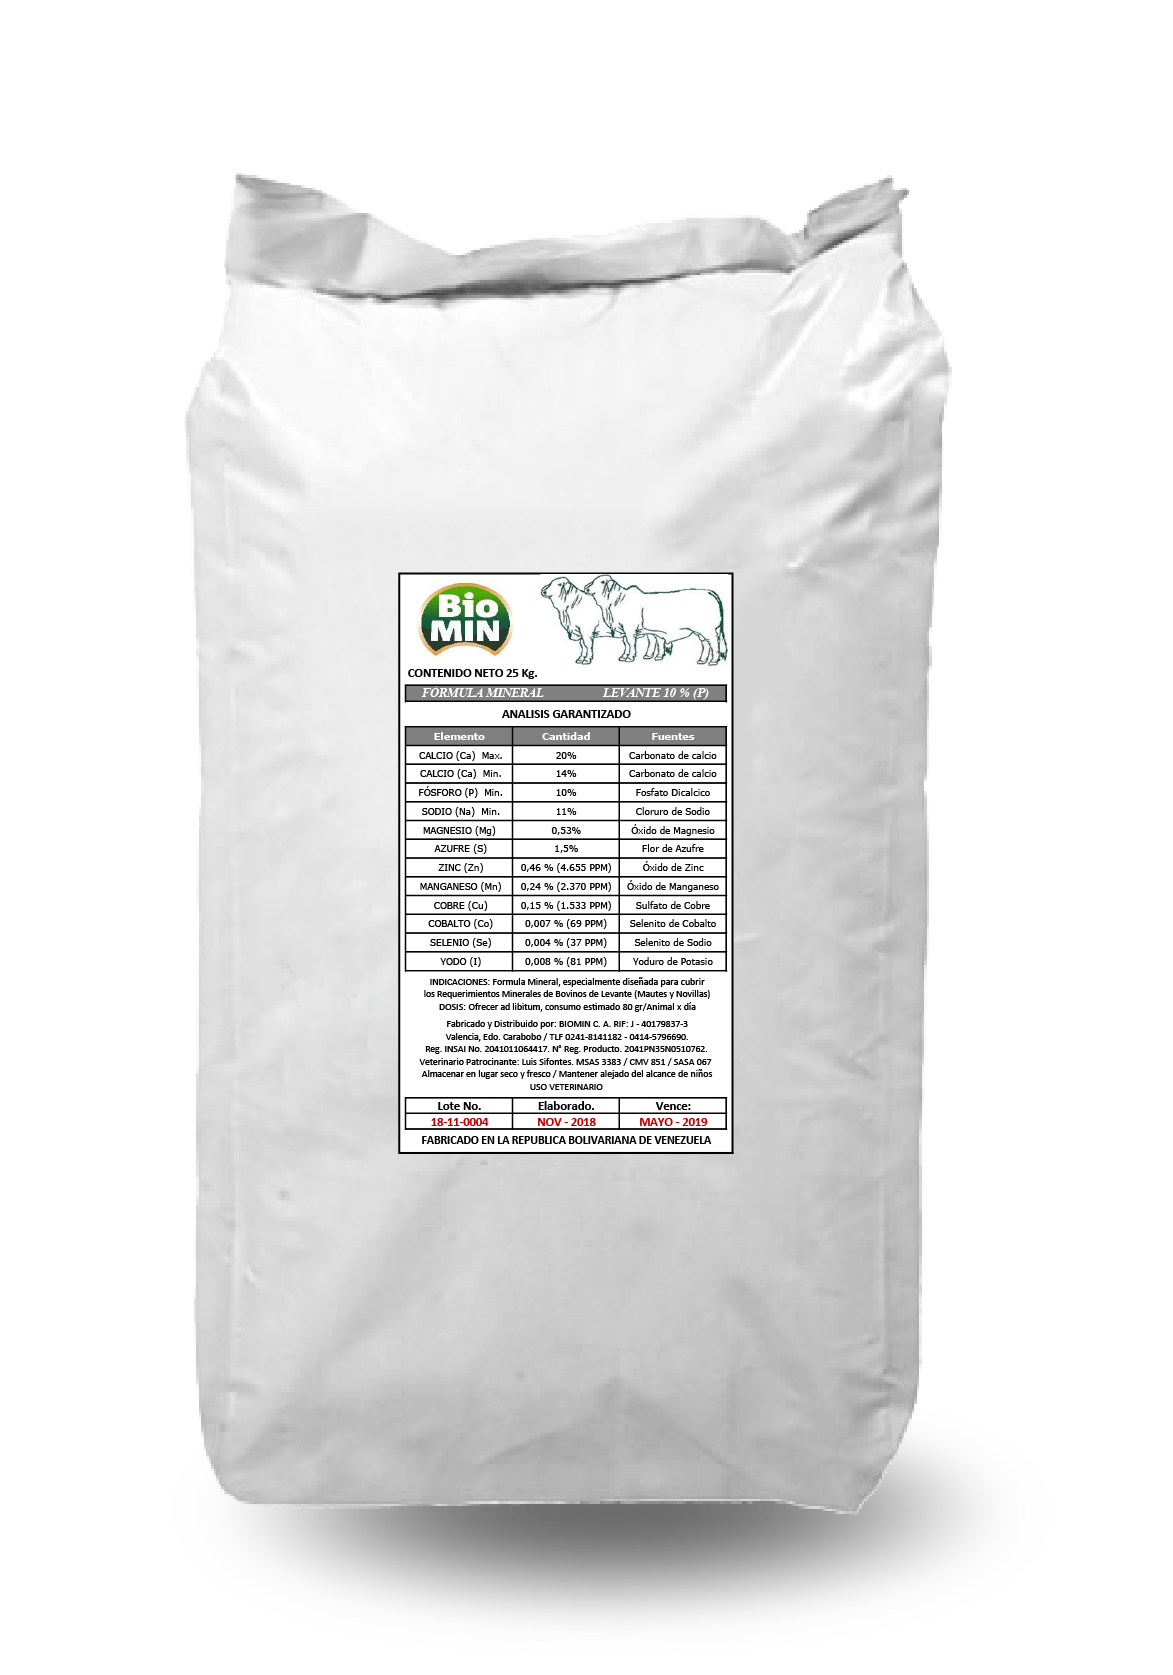 Bio
MIN
CONTENIDO NETO 25 Kg.
FÓRMULA MINERAL LEVANTE 10 % (P)
ANALISIS GARANTIZADO
Elemento Cantidad Fuentes
CALCIO (Ca) Max. 20% Carbonato de calcio
CALCIO (Ca) Min. 14% Carbonato de calcio
FÓSFORO (P) Min. 10% Fosfato Dicalcico
SODIO (Na) Min. 11% Cloruro de Sodio
MAGNESIO (Mg) 0,53% Óxido de Magnesio
AZUFRE (S) 1,5% Flor de Azufre
ZINC (Zn) 0,46 % (4.655 PPM) Óxido de Zinc
MANGANESO (Mn) 0,24 % (2.370 PPM) Óxido de Manganeso
COBRE (Cu) 0,15 % (1.533 PPM) Sulfato de Cobre
COBALTO (Co) 0,007 % (69 PPM) Selenito de Cobalto
SELENIO (Se) 0,004 % (37 PPM) Selenito de Sodio
YODO (I) 0,008 % (81 PPM) Yoduro de Potasio
INDICACIONES: Formula Mineral, especialmente diseñada para cubrir
los Requerimientos Minerales de Bovinos de Levante (Mautes y Novillas)
DOSIS: Ofrecer ad libitum, consumo estimado 80 gr/Animal x día
Fabricado y Distribuido por: BIOMIN C. A. RIF: J - 40179837-3
Valencia, Edo. Carabobo / TLF 0241-8141182 - 0414-5796690.
Reg. INSAI No. 2041011064417. N° Reg. Producto. 2041PN35N0510762.
Veterinario Patrocinante: Luis Sifontes. MSAS 3383 / CMV 851 / SASA 067
Almacenar en lugar seco y fresco / Mantener alejado del alcance de niños
USO VETERINARIO
Lote No. Elaborado. Vence:
18-11-0004 NOV - 2018 MAYO - 2019
FABRICADO EN LA REPUBLICA BOLIVARIANA DE VENEZUELA